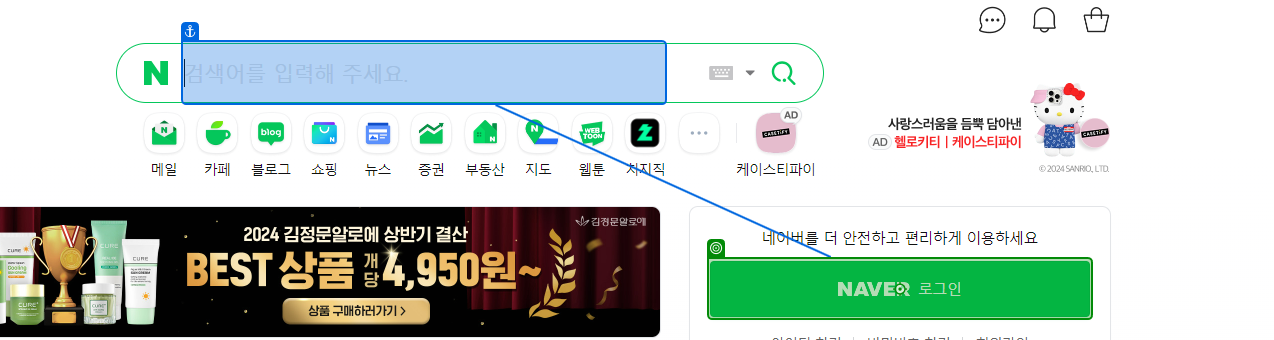 N 검색어를 입력해 주세요.
메일 카페 블로그 쇼핑 뉴스 증권 부동산 지도 웹툰 치지직 케이스티파이
N
blog
N
N
N
WEB
TOON
AD
CASETiFY
사랑스러움을 듬뿍 담아낸
AD 헬로키티 | 케이스티파이
CASETiFY
© 2024 SANRIO, LTD.
김정문알로에
2024 김정문알로에 상반기 결산
BEST 상품 개당 4,950원~
상품 구매하러가기 >
CURE
CURE
CURE
네이버를 더 안전하고 편리하게 이용하세요
NAVER 로그인